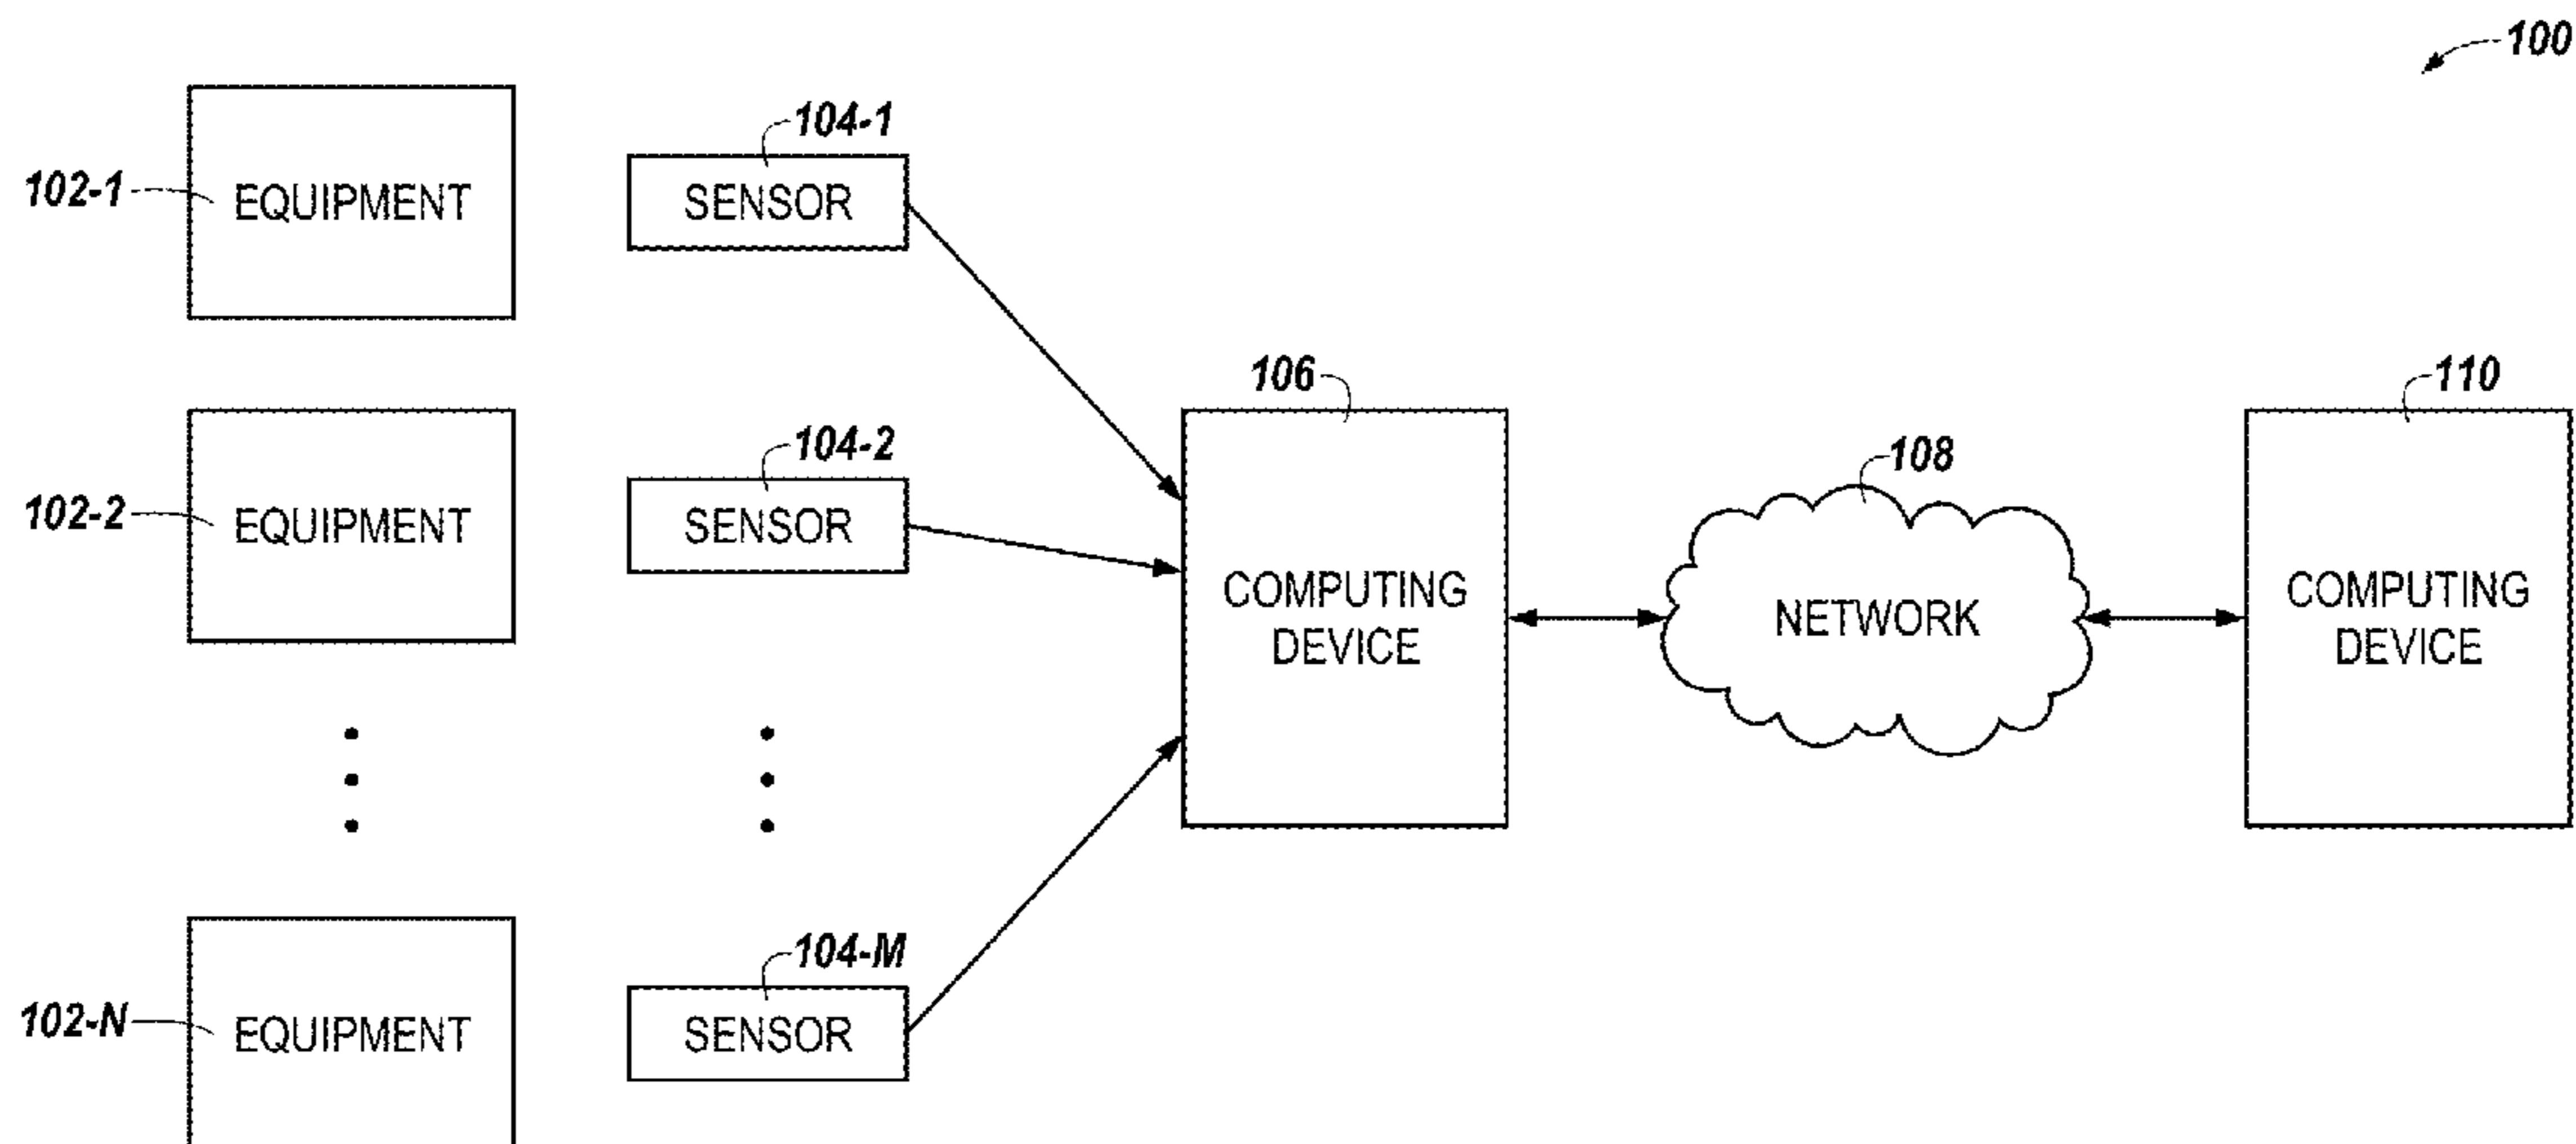 100
104-1
102-1 EQUIPMENT
SENSOR
106
110
104-2
108
102-2 EQUIPMENT
SENSOR
COMPUTING
DEVICE
NETWORK
COMPUTING
DEVICE
104-M
102-N EQUIPMENT
SENSOR